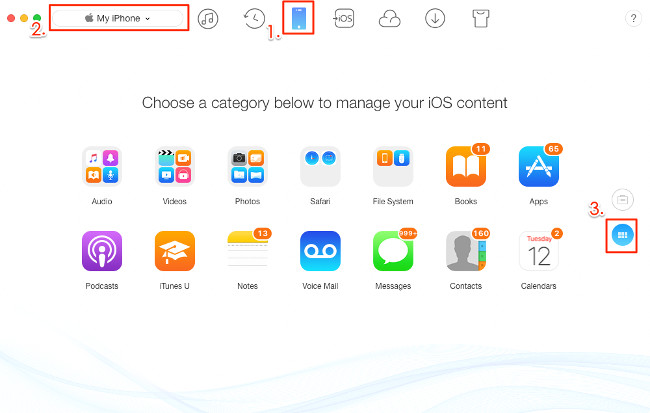 2.
My iPhone
1.
iOS
?
Choose a category below to manage your iOS content
11
65
Audio
Videos
Photos
Safari
File System
Books
Apps
3.
13
999+
160
2
Tuesday
12
Podcasts
iTunes U
Notes
Voice Mail
Messages
Contacts
Calendars